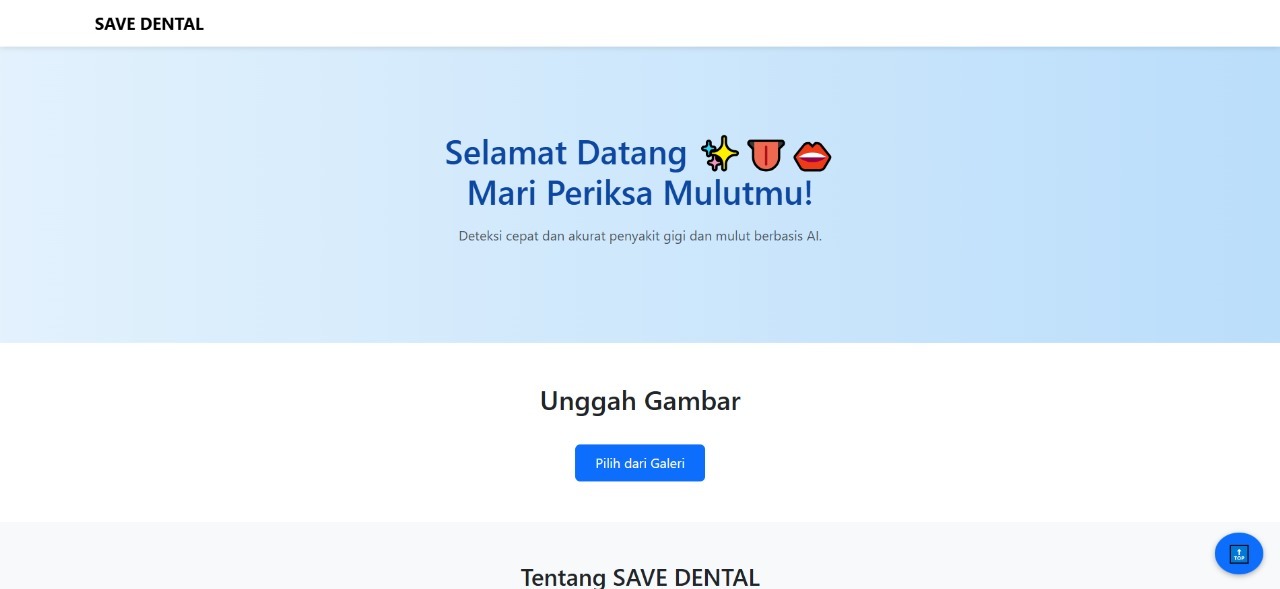 SAVE DENTAL
Selamat Datang ✨👅👄
Mari Periksa Mulutmu!
Deteksi cepat dan akurat penyakit gigi dan mulut berbasis AI.
Unggah Gambar
Pilih dari Galeri
TOP
Tentang SAVE DENTAL